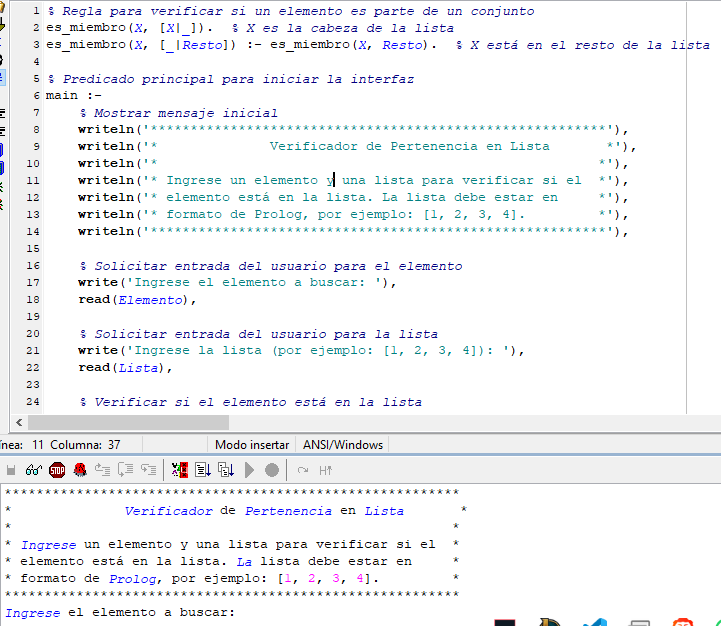 1 % Regla para verificar si un elemento es parte de un conjunto
2 es_miembro(X, [X|_]).  % X es la cabeza de la lista
3 es_miembro(X, [_|Resto]) :- es_miembro(X, Resto).  % X está en el resto de la lista
4
5 % Predicado principal para iniciar la interfaz
6 main :-
7     % Mostrar mensaje inicial
8     writeln('*********************************************************'),
9     writeln('*              Verificador de Pertenencia en Lista       *'),
10     writeln('*                                                       *'),
11     writeln('* Ingrese un elemento y una lista para verificar si el  *'),
12     writeln('* elemento está en la lista. La lista debe estar en     *'),
13     writeln('* formato de Prolog, por ejemplo: [1, 2, 3, 4].         *'),
14     writeln('*********************************************************'),
15
16     % Solicitar entrada del usuario para el elemento
17     write('Ingrese el elemento a buscar: '),
18     read(Elemento),
19
20     % Solicitar entrada del usuario para la lista
21     write('Ingrese la lista (por ejemplo: [1, 2, 3, 4]): '),
22     read(Lista),
23
24     % Verificar si el elemento está en la lista
ínea: 11 Columna: 37 Modo insertar ANSI/Windows
STOP
*********************************************************
*              Verificador de Pertenencia en Lista       *
*                                                       *
* Ingrese un elemento y una lista para verificar si el  *
* elemento está en la lista. La lista debe estar en     *
* formato de Prolog, por ejemplo: [1, 2, 3, 4].         *
*********************************************************
Ingrese el elemento a buscar: